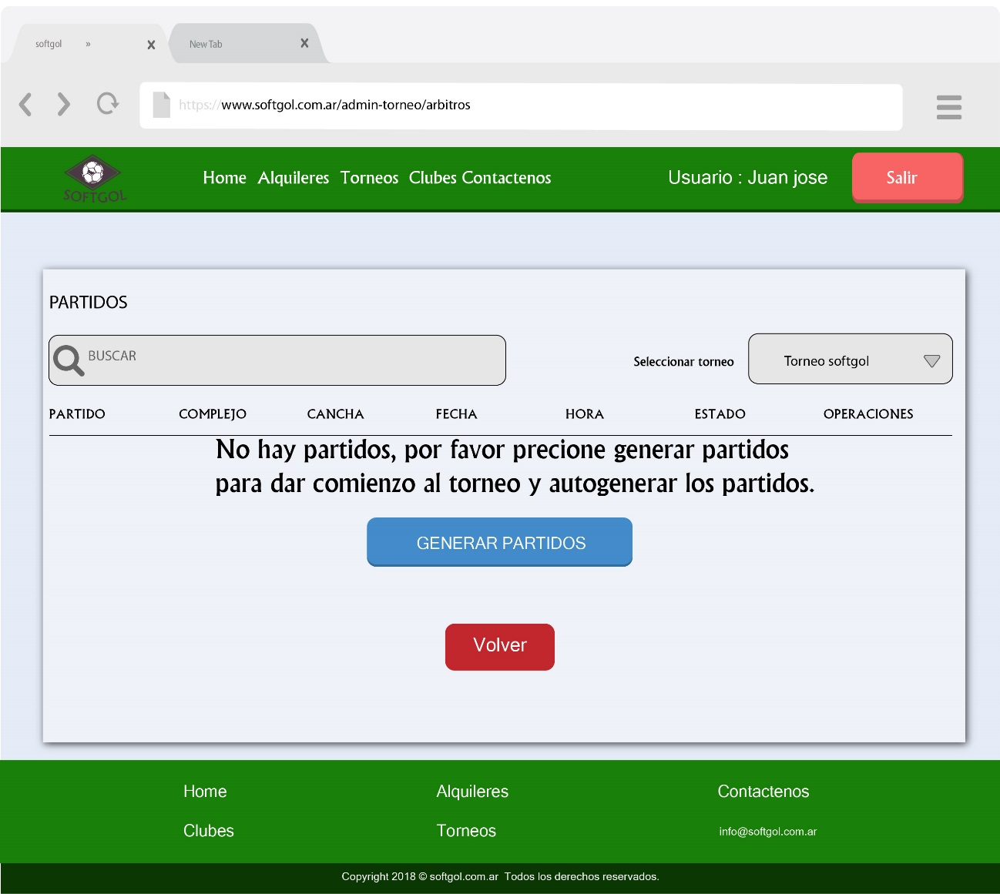 softgol » x New Tab x
https://www.softgol.com.ar/admin-torneo/arbitros
SOFTGOL
Home Alquileres Torneos Clubes Contactenos Usuario : Juan jose Salir
PARTIDOS
BUSCAR Seleccionar torneo Torneo softgol
PARTIDO COMPLEJO CANCHA FECHA HORA ESTADO OPERACIONES
No hay partidos, por favor precione generar partidos
para dar comienzo al torneo y autogenerar los partidos.
GENERAR PARTIDOS
Volver
Home Alquileres Contactenos
Clubes Torneos info@softgol.com.ar
Copyright 2018 © softgol.com.ar Todos los derechos reservados.